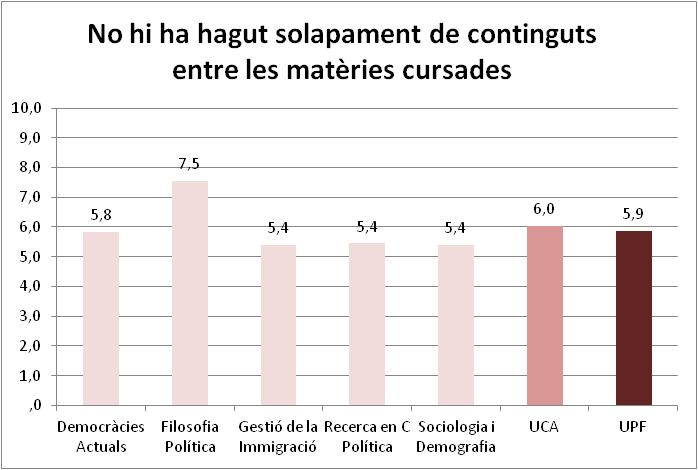 No hi ha hagut solapament de continguts
entre les matèries cursades
10,0
9,0
8,0
7,0
6,0
5,0
4,0
3,0
2,0
1,0
,0
5,8
7,5
5,4
5,4
5,4
6,0
5,9
Democràcies
Actuals
Filosofia
Política
Gestió de la
Immigració
Recerca en C
Política
Sociologia i
Demografia
UCA
UPF